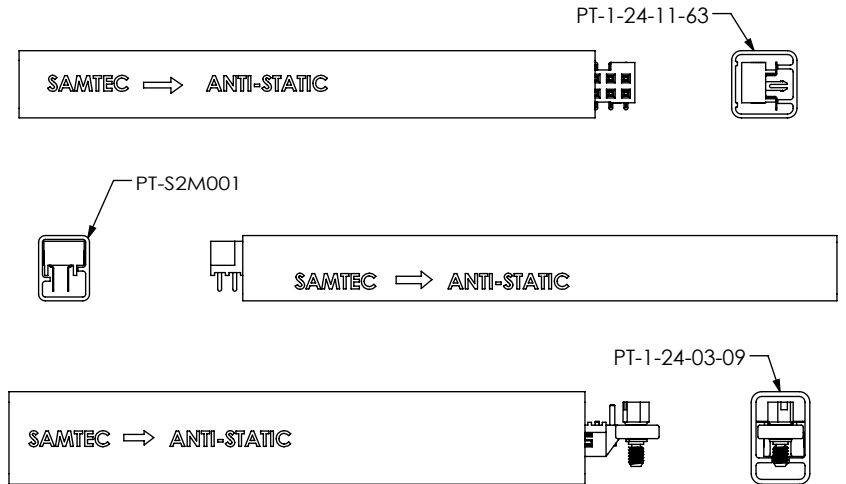 PT-1-24-11-63
SAMTEC ANTI-STATIC
PT-S2M001
SAMTEC ANTI-STATIC
PT-1-24-03-09
SAMTEC ANTI-STATIC